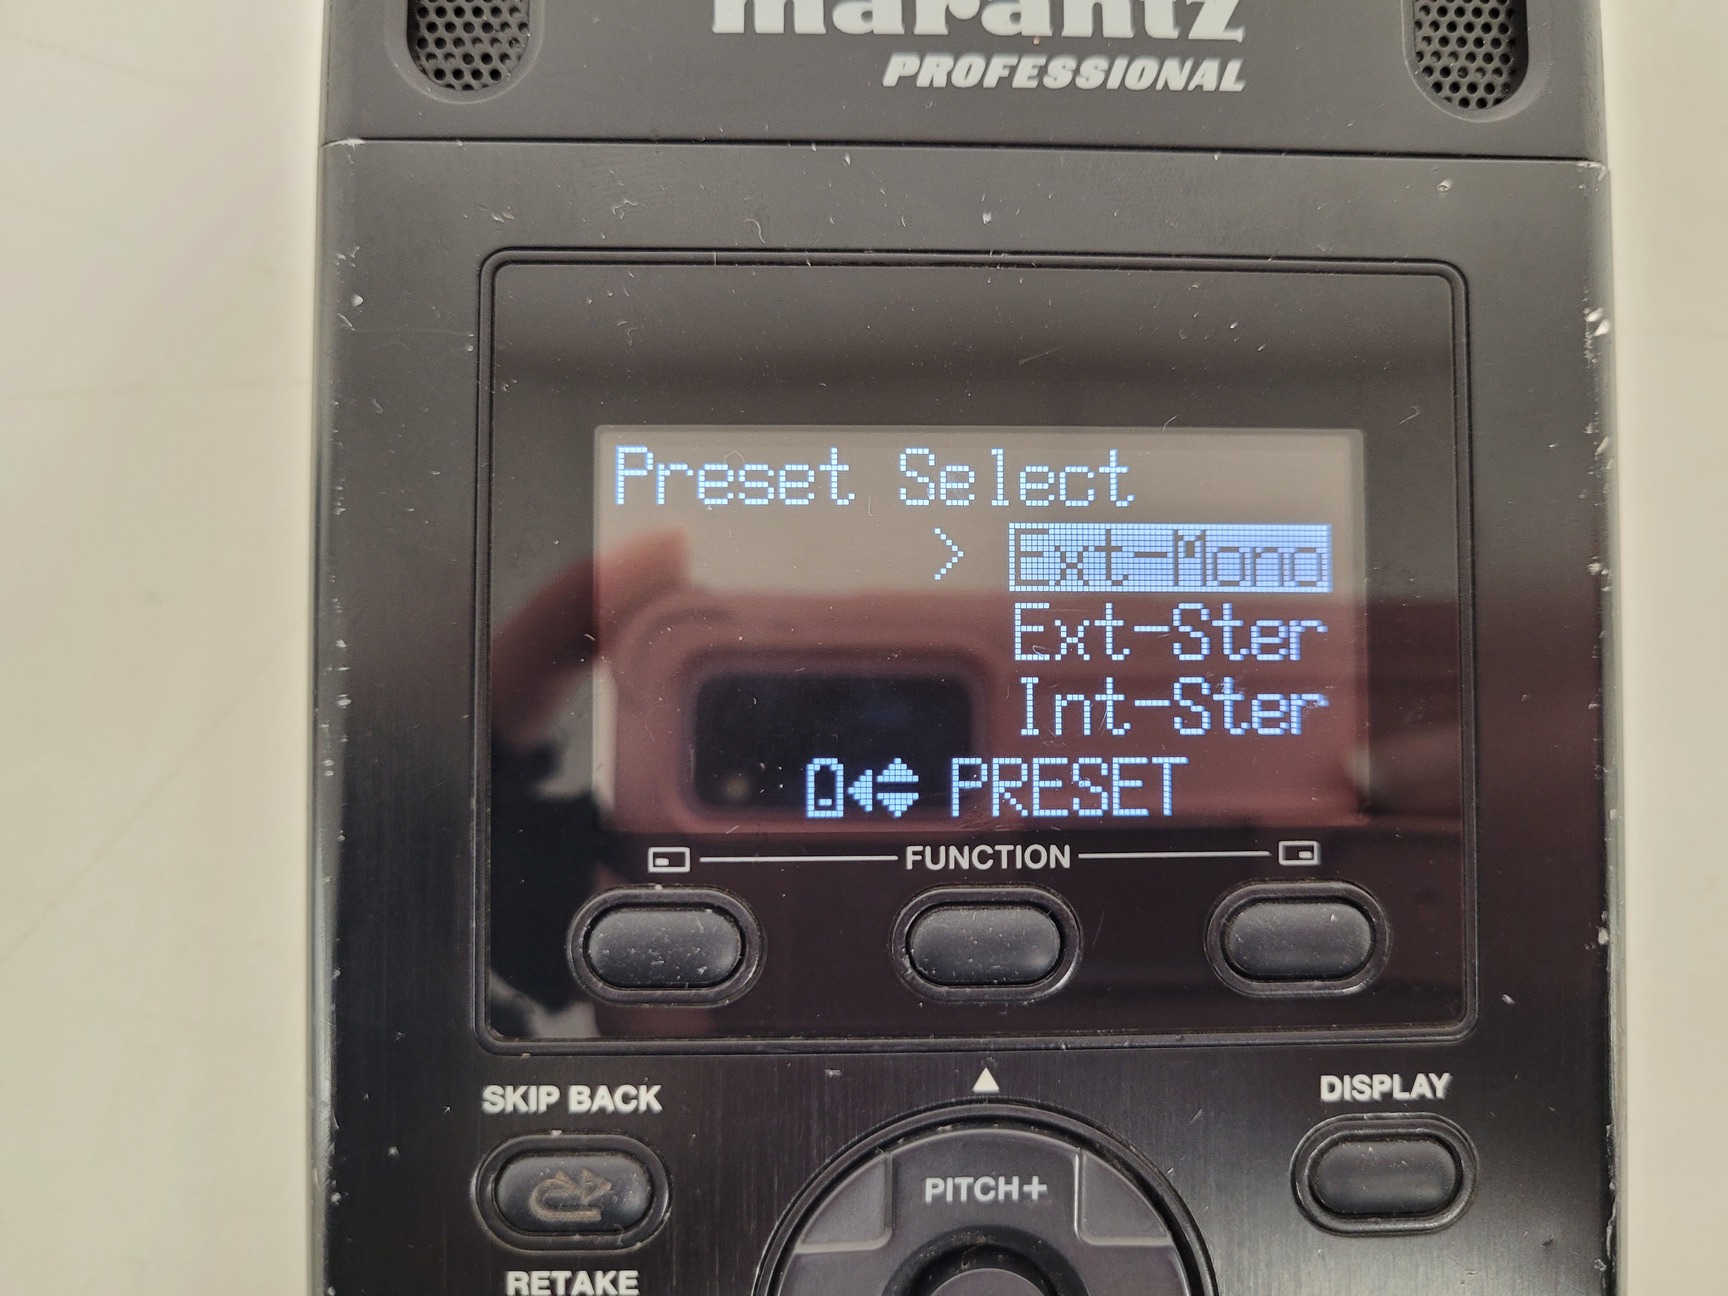 marantz
PROFESSIONAL
Preset Select
> Ext-Mono
Ext-Ster
Int-Ster
PRESET
FUNCTION
SKIP BACK
DISPLAY
PITCH+
RETAKE